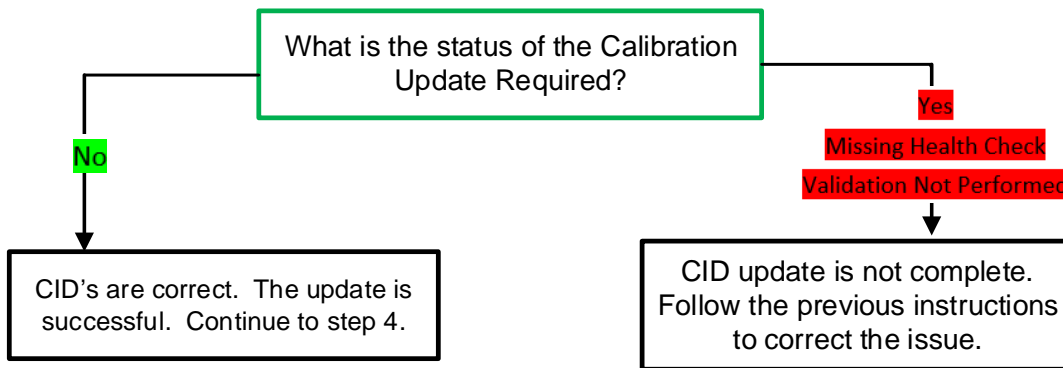 What is the status of the Calibration
Update Required?
No
Yes
Missing Health Check
Validation Not Performed
CID's are correct.  The update is
successful.  Continue to step 4.
CID update is not complete.
Follow the previous instructions
to correct the issue.